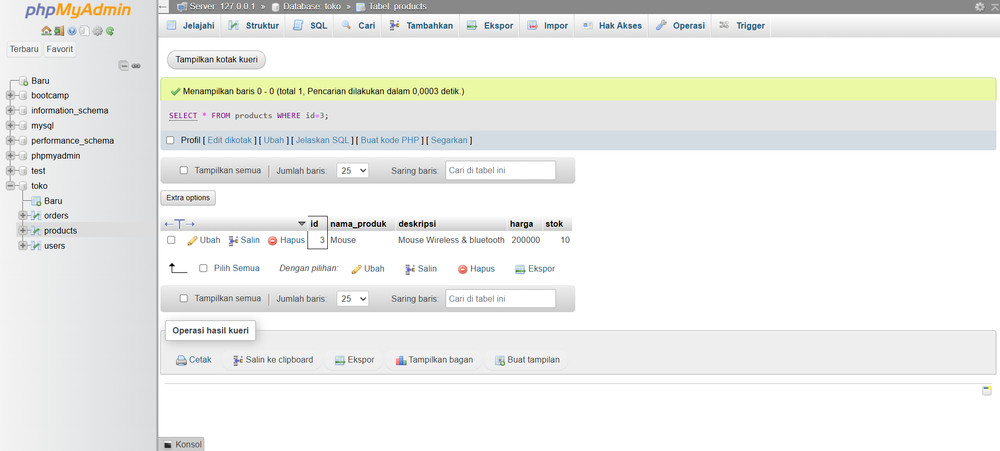 phpMyAdmin
Terbaru Favorit
Baru
bootcamp
information_schema
mysql
performance_schema
phpmyadmin
test
toko
Baru
orders
products
users
Server: 127.0.0.1 » Database: toko » Tabel: products
Jelajahi Struktur SQL Cari Tambahkan Ekspor Impor Hak Akses Operasi Trigger
Tampilkan kotak kueri
Menampilkan baris 0 - 0 (total 1, Pencarian dilakukan dalam 0,0003 detik.)
SELECT * FROM products WHERE id=3;
Profil [ Edit dikotak ] [ Ubah ] [ Jelaskan SQL ] [ Buat kode PHP ] [ Segarkan ]
Tampilkan semua Jumlah baris: 25 Saring baris: Cari di tabel ini
Extra options
id nama_produk deskripsi harga stok
Ubah Salin Hapus 3 Mouse Mouse Wireless & bluetooth 200000 10
Pilih Semua Dengan pilihan: Ubah Salin Hapus Ekspor
Tampilkan semua Jumlah baris: 25 Saring baris: Cari di tabel ini
Operasi hasil kueri
Cetak Salin ke clipboard Ekspor Tampilkan bagan Buat tampilan
Konsol